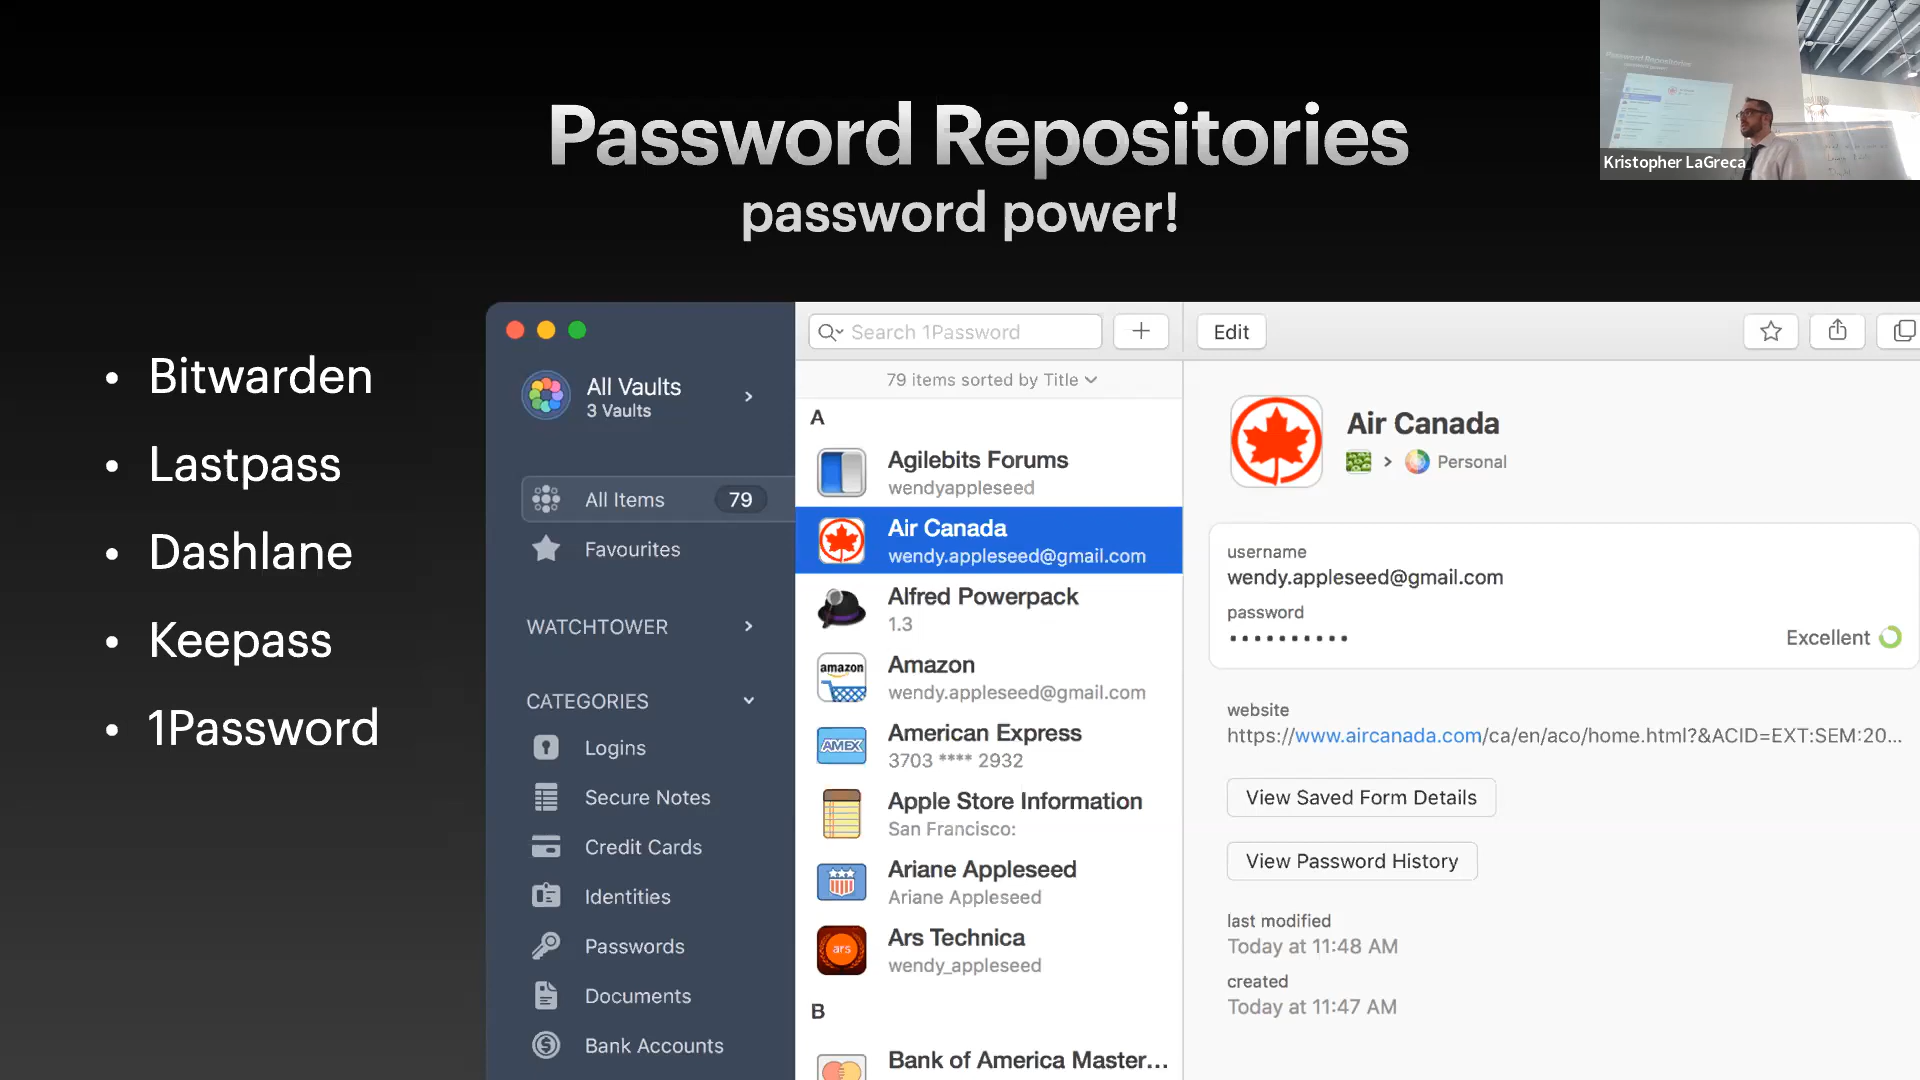 Password Repositories
password power!
Kristopher LaGreca
• Bitwarden
• Lastpass
• Dashlane
• Keepass
• 1Password
All Vaults
3 Vaults
All Items 79
Favourites
WATCHTOWER
CATEGORIES
Logins
Secure Notes
Credit Cards
Identities
Passwords
Documents
Bank Accounts
Search 1Password
79 items sorted by Title
A
Agilebits Forums
wendyappleseed
Air Canada
wendy.appleseed@gmail.com
Alfred Powerpack
1.3
amazon
Amazon
wendy.appleseed@gmail.com
AMEX
American Express
3703 **** 2932
Apple Store Information
San Francisco:
Ariane Appleseed
Ariane Appleseed
ars
Ars Technica
wendy_appleseed
B
Bank of America Master...
Edit
Air Canada
Personal
username
wendy.appleseed@gmail.com
password
••••••••••
Excellent
website
https://www.aircanada.com/ca/en/aco/home.html?&ACID=EXT:SEM:20...
View Saved Form Details
View Password History
last modified
Today at 11:48 AM
created
Today at 11:47 AM